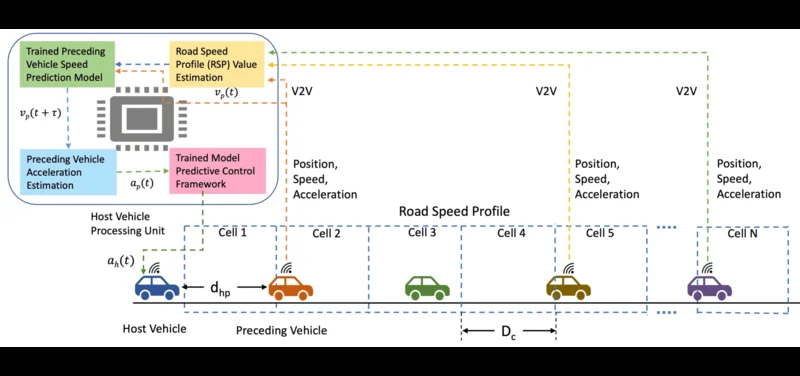 Trained Preceding
Vehicle Speed
Prediction Model
Road Speed
Profile (RSP) Value
Estimation
v_p(t)
v_p(t + τ)
Preceding Vehicle
Acceleration
Estimation
a_p(t)
Trained Model
Predictive Control
Framework
V2V
V2V
V2V
Position,
Speed,
Acceleration
Position,
Speed,
Acceleration
Position,
Speed,
Acceleration
Host Vehicle
Processing Unit
Road Speed Profile
Cell 1
Cell 2
Cell 3
Cell 4
Cell 5
Cell N
a_h(t)
d_hp
Host Vehicle
Preceding Vehicle
D_c